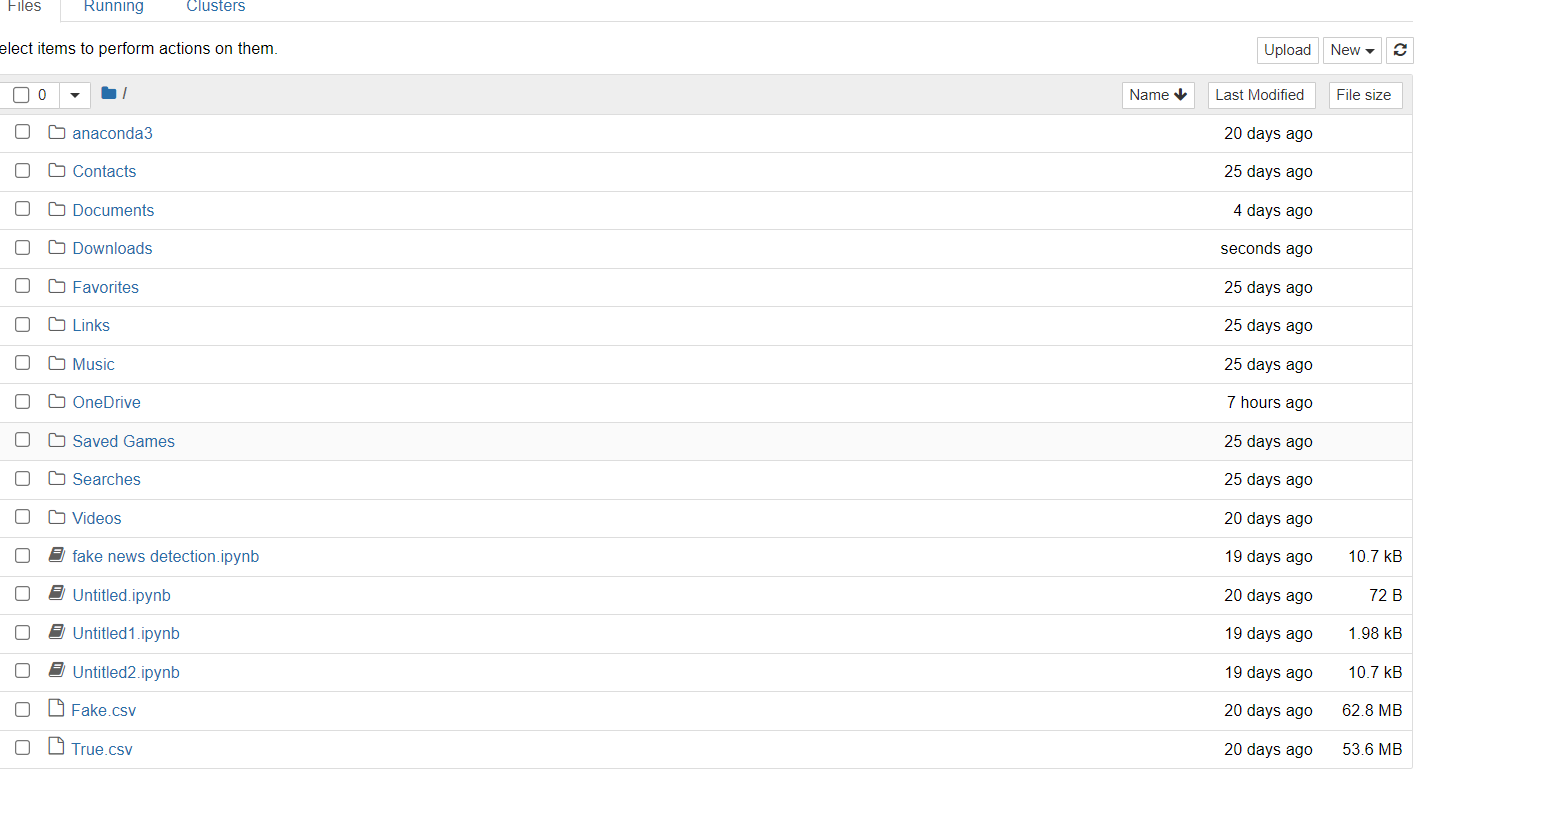 Files Running Clusters
elect items to perform actions on them.
Upload New
0 / Name Last Modified File size
anaconda3 20 days ago
Contacts 25 days ago
Documents 4 days ago
Downloads seconds ago
Favorites 25 days ago
Links 25 days ago
Music 25 days ago
OneDrive 7 hours ago
Saved Games 25 days ago
Searches 25 days ago
Videos 20 days ago
fake news detection.ipynb 19 days ago 10.7 kB
Untitled.ipynb 20 days ago 72 B
Untitled1.ipynb 19 days ago 1.98 kB
Untitled2.ipynb 19 days ago 10.7 kB
Fake.csv 20 days ago 62.8 MB
True.csv 20 days ago 53.6 MB